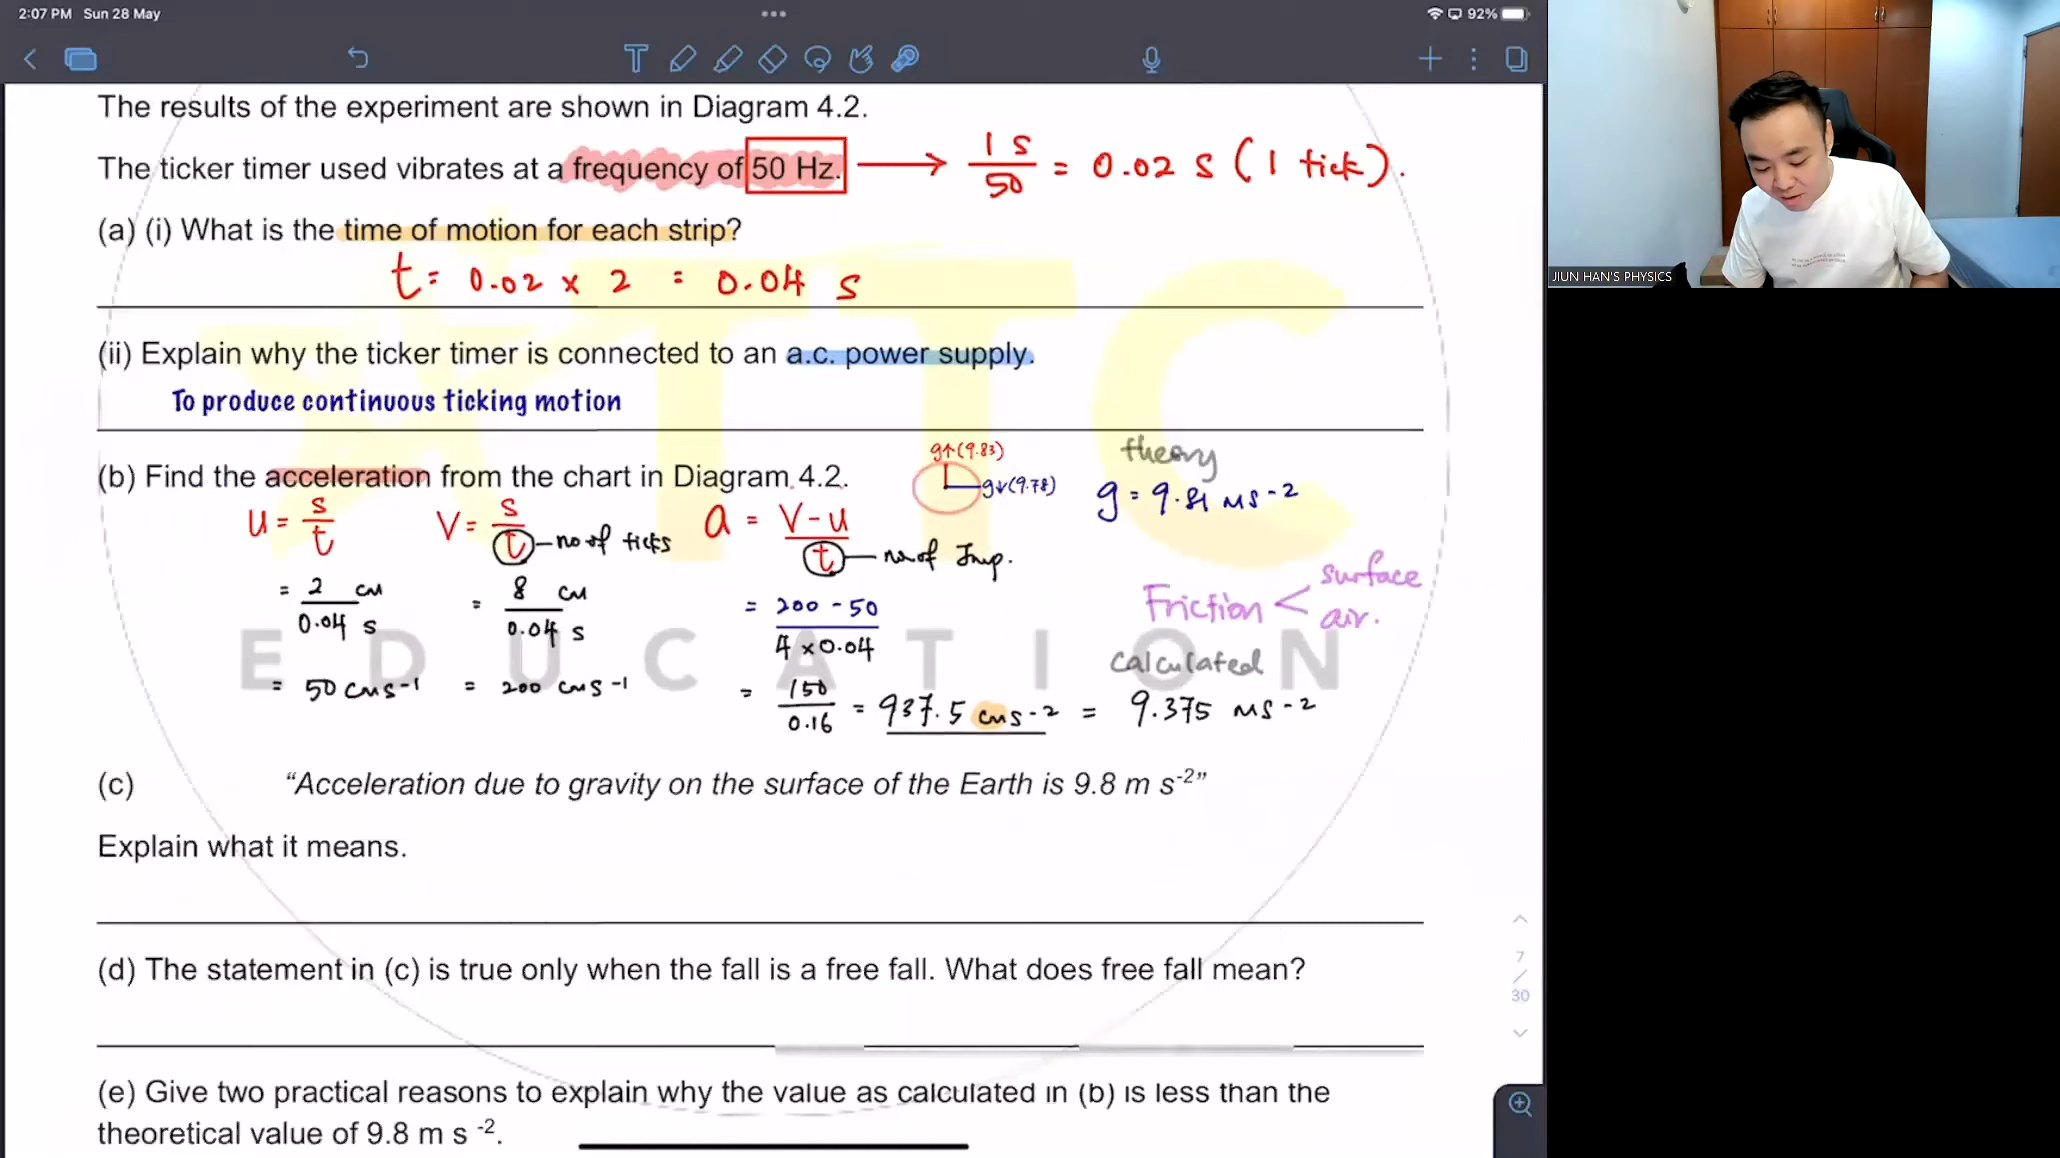 2:07 PM Sun 28 May
92%
The results of the experiment are shown in Diagram 4.2.
The ticker timer used vibrates at a frequency of 50 Hz. → 1 s / 50 = 0.02 s (1 tick).
(a) (i) What is the time of motion for each strip?
t = 0.02 x 2 = 0.04 s
(ii) Explain why the ticker timer is connected to an a.c. power supply.
To produce continuous ticking motion
(b) Find the acceleration from the chart in Diagram 4.2.
g↑(9.83)
g↓(9.78)
theory
g = 9.81 ms-2
u = s/t
v = s/t - no of ticks
a = v-u / t - no of Inp.
= 2 cm / 0.04 s
= 8 cm / 0.04 s
= 200 - 50 / 4 x 0.04
Friction < surface
air.
= 50 cms-1
= 200 cms-1
= 150 / 0.16 = 937.5 cms-2 = 9.375 ms-2
calculated
(c) “Acceleration due to gravity on the surface of the Earth is 9.8 m s-2”
Explain what it means.
(d) The statement in (c) is true only when the fall is a free fall. What does free fall mean?
(e) Give two practical reasons to explain why the value as calculated in (b) is less than the
theoretical value of 9.8 m s -2.
TTC
EDUCATION
7
/
30
JIUN HAN'S PHYSICS